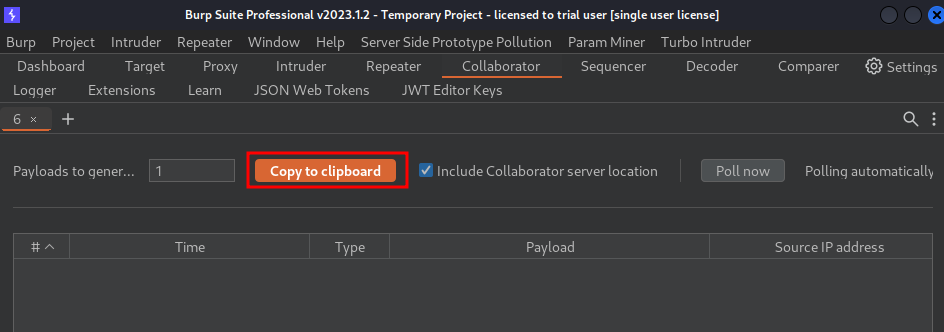 Burp Suite Professional v2023.1.2 - Temporary Project - licensed to trial user [single user license]
Burp Project Intruder Repeater Window Help Server Side Prototype Pollution Param Miner Turbo Intruder
Dashboard Target Proxy Intruder Repeater Collaborator Sequencer Decoder Comparer Settings
Logger Extensions Learn JSON Web Tokens JWT Editor Keys
6 × +
Payloads to gener... 1 Copy to clipboard Include Collaborator server location Poll now Polling automatically
# Time Type Payload Source IP address